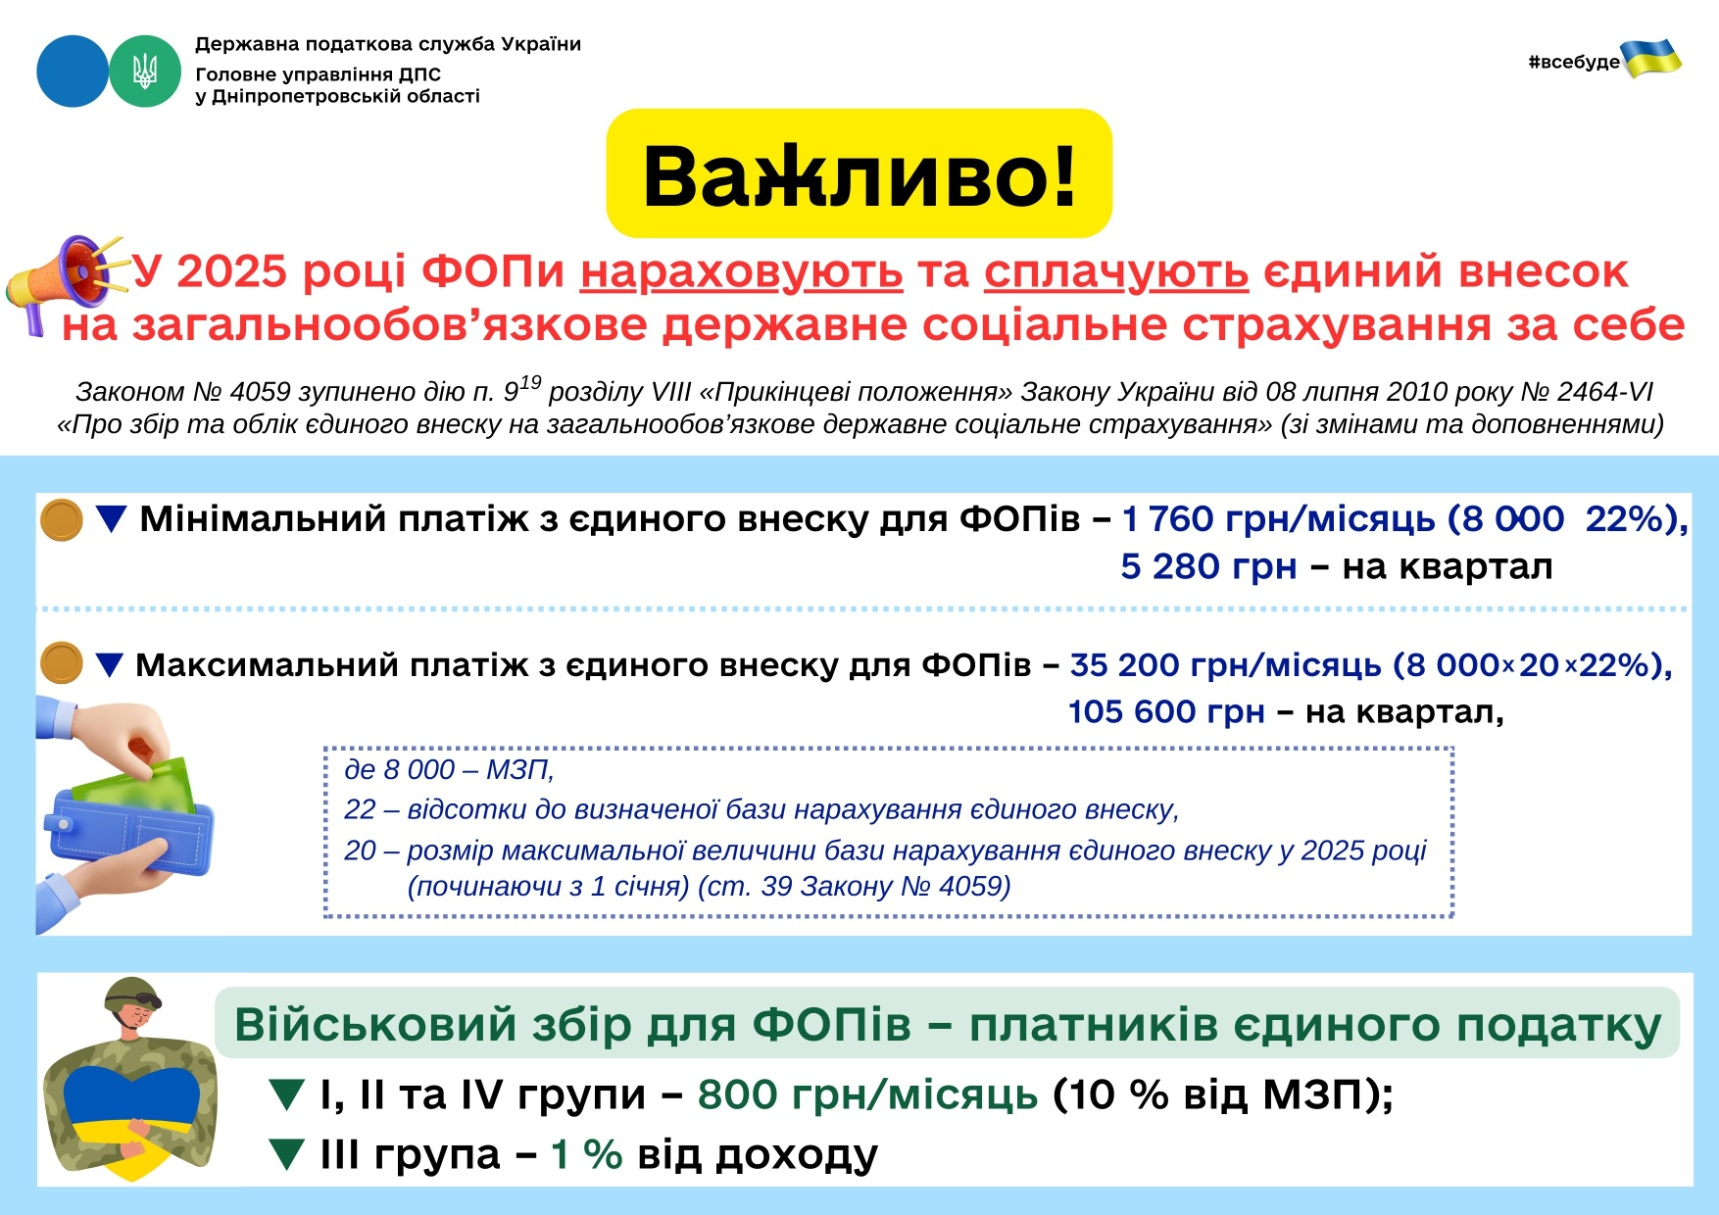 Державна податкова служба України
Головне управління ДПС
у Дніпропетровській області
#всебуде
Важливо!
У 2025 році ФОПи нараховують та сплачують єдиний внесок
на загальнообов’язкове державне соціальне страхування за себе
Законом № 4059 зупинено дію п. 9¹⁹ розділу VIII «Прикінцеві положення» Закону України від 08 липня 2010 року № 2464-VI
«Про збір та облік єдиного внеску на загальнообов’язкове державне соціальне страхування» (зі змінами та доповненнями)
▼ Мінімальний платіж з єдиного внеску для ФОПів – 1 760 грн/місяць (8 000 × 22%),
5 280 грн – на квартал
▼ Максимальний платіж з єдиного внеску для ФОПів – 35 200 грн/місяць (8 000×20×22%),
105 600 грн – на квартал,
де 8 000 – МЗП,
22 – відсотки до визначеної бази нарахування єдиного внеску,
20 – розмір максимальної величини бази нарахування єдиного внеску у 2025 році
(починаючи з 1 січня) (ст. 39 Закону № 4059)
Військовий збір для ФОПів – платників єдиного податку
▼ І, ІІ та IV групи – 800 грн/місяць (10 % від МЗП);
▼ ІІІ група – 1 % від доходу